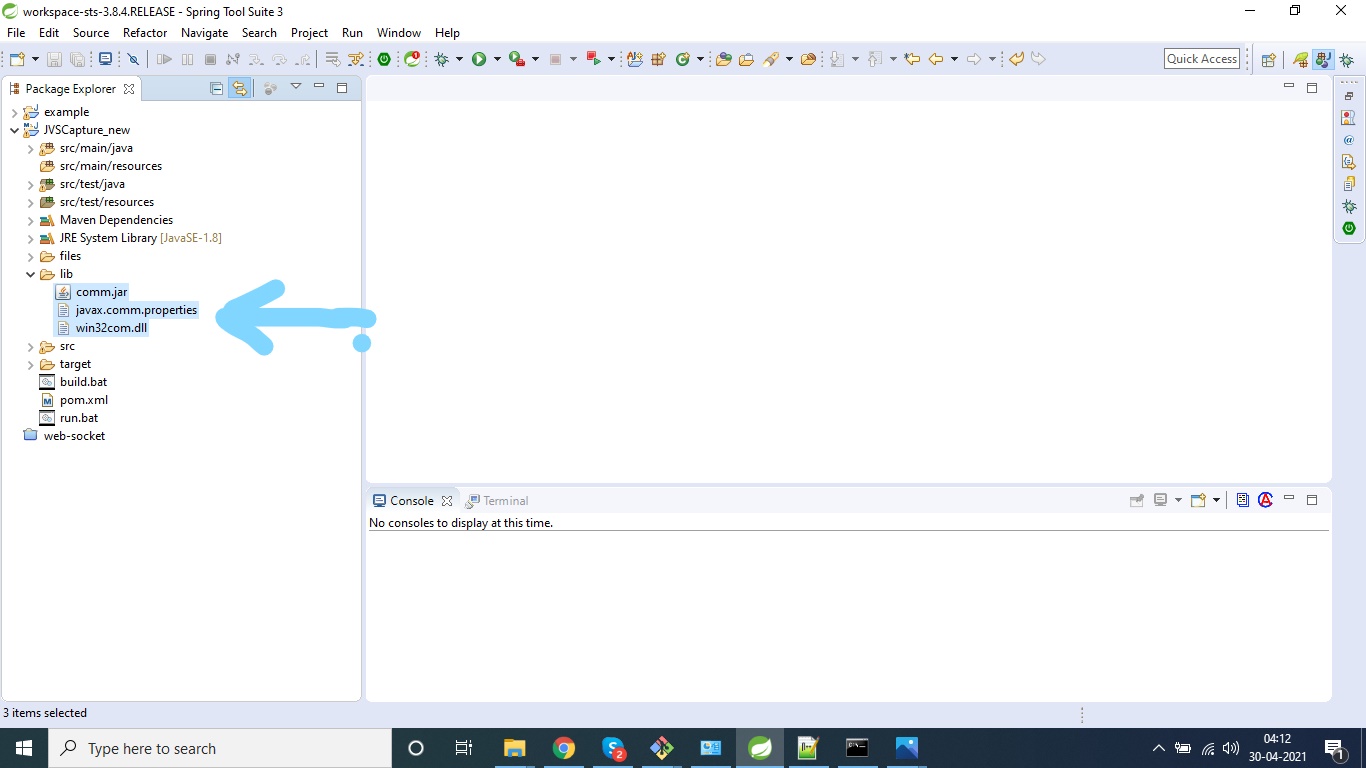 workspace-sts-3.8.4.RELEASE - Spring Tool Suite 3
File Edit Source Refactor Navigate Search Project Run Window Help
Quick Access
Package Explorer
example
JVSCapture_new
src/main/java
src/main/resources
src/test/java
src/test/resources
Maven Dependencies
JRE System Library [JavaSE-1.8]
files
lib
comm.jar
javax.comm.properties
win32com.dll
src
target
build.bat
pom.xml
run.bat
web-socket
Console Terminal
No consoles to display at this time.
3 items selected
Type here to search
2
04:12
30-04-2021
1